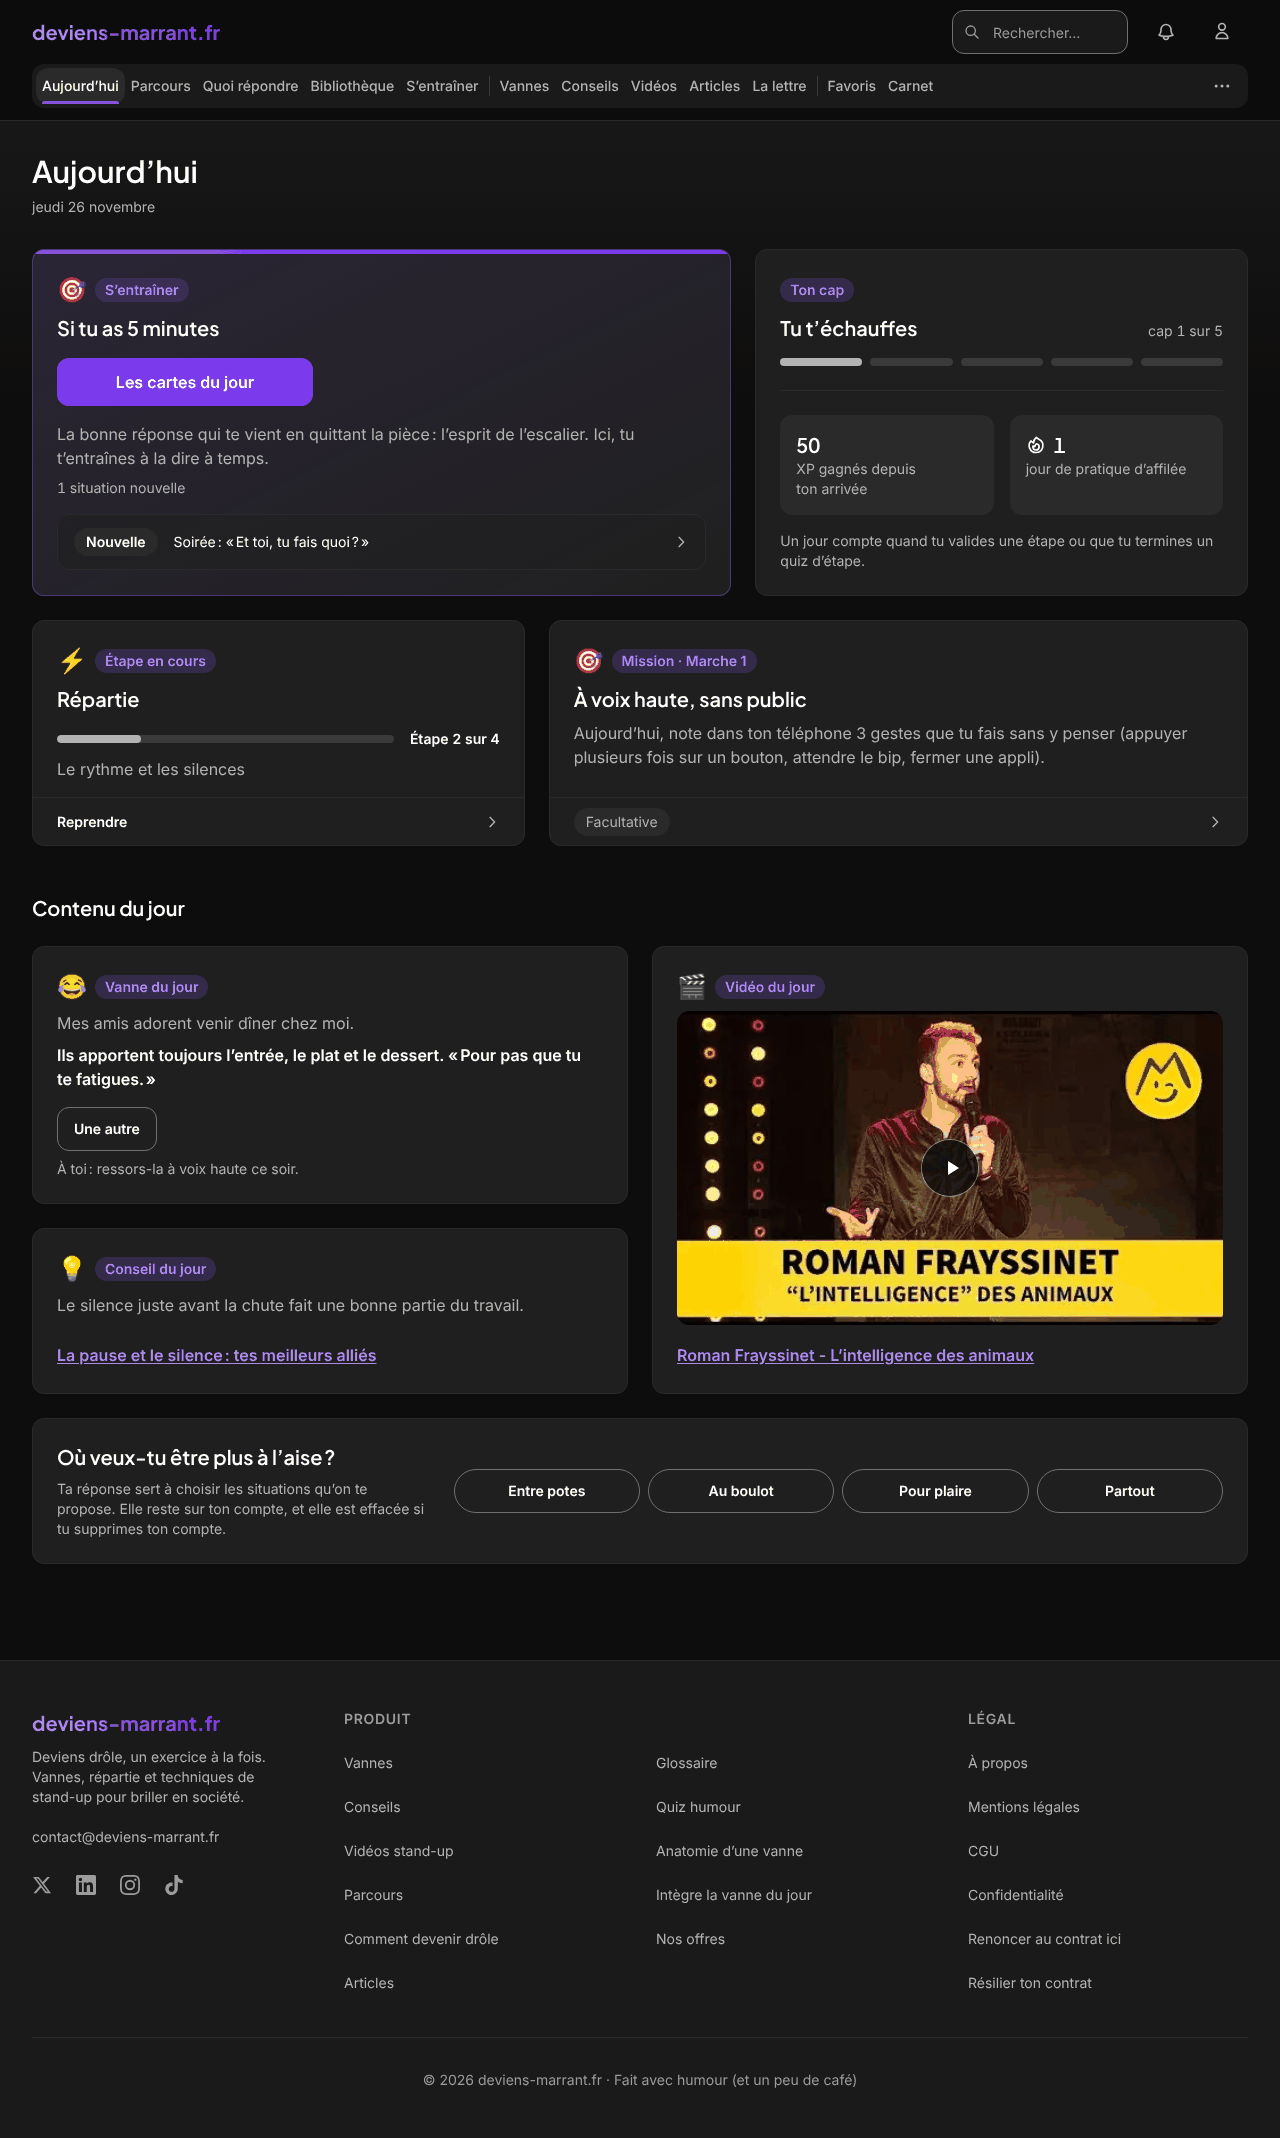 deviens-marrant.fr
Rechercher...
Aujourd’hui Parcours Quoi répondre Bibliothèque S’entraîner Vannes Conseils Vidéos Articles La lettre Favoris Carnet
Aujourd’hui
jeudi 26 novembre
S’entraîner
Si tu as 5 minutes
Les cartes du jour
La bonne réponse qui te vient en quittant la pièce : l’esprit de l’escalier. Ici, tu
t’entraînes à la dire à temps.
1 situation nouvelle
Nouvelle Soirée : « Et toi, tu fais quoi ? »
Ton cap
Tu t’échauffes
cap 1 sur 5
50
XP gagnés depuis
ton arrivée
1
jour de pratique d’affilée
Un jour compte quand tu valides une étape ou que tu termines un
quiz d’étape.
Étape en cours
Répartie
Étape 2 sur 4
Le rythme et les silences
Reprendre
Mission · Marche 1
À voix haute, sans public
Aujourd’hui, note dans ton téléphone 3 gestes que tu fais sans y penser (appuyer
plusieurs fois sur un bouton, attendre le bip, fermer une appli).
Facultative
Contenu du jour
Vanne du jour
Mes amis adorent venir dîner chez moi.
Ils apportent toujours l’entrée, le plat et le dessert. « Pour pas que tu
te fatigues. »
Une autre
À toi : ressors-la à voix haute ce soir.
Conseil du jour
Le silence juste avant la chute fait une bonne partie du travail.
La pause et le silence : tes meilleurs alliés
Vidéo du jour
ROMAN FRAYSSINET
“L’INTELLIGENCE” DES ANIMAUX
Roman Frayssinet - L’intelligence des animaux
Où veux-tu être plus à l’aise ?
Ta réponse sert à choisir les situations qu’on te
propose. Elle reste sur ton compte, et elle est effacée si
tu supprimes ton compte.
Entre potes
Au boulot
Pour plaire
Partout
deviens-marrant.fr
Deviens drôle, un exercice à la fois.
Vannes, répartie et techniques de
stand-up pour briller en société.
contact@deviens-marrant.fr
PRODUIT
Vannes
Conseils
Vidéos stand-up
Parcours
Comment devenir drôle
Articles
Glossaire
Quiz humour
Anatomie d’une vanne
Intègre la vanne du jour
Nos offres
LÉGAL
À propos
Mentions légales
CGU
Confidentialité
Renoncer au contrat ici
Résilier ton contrat
© 2026 deviens-marrant.fr · Fait avec humour (et un peu de café)